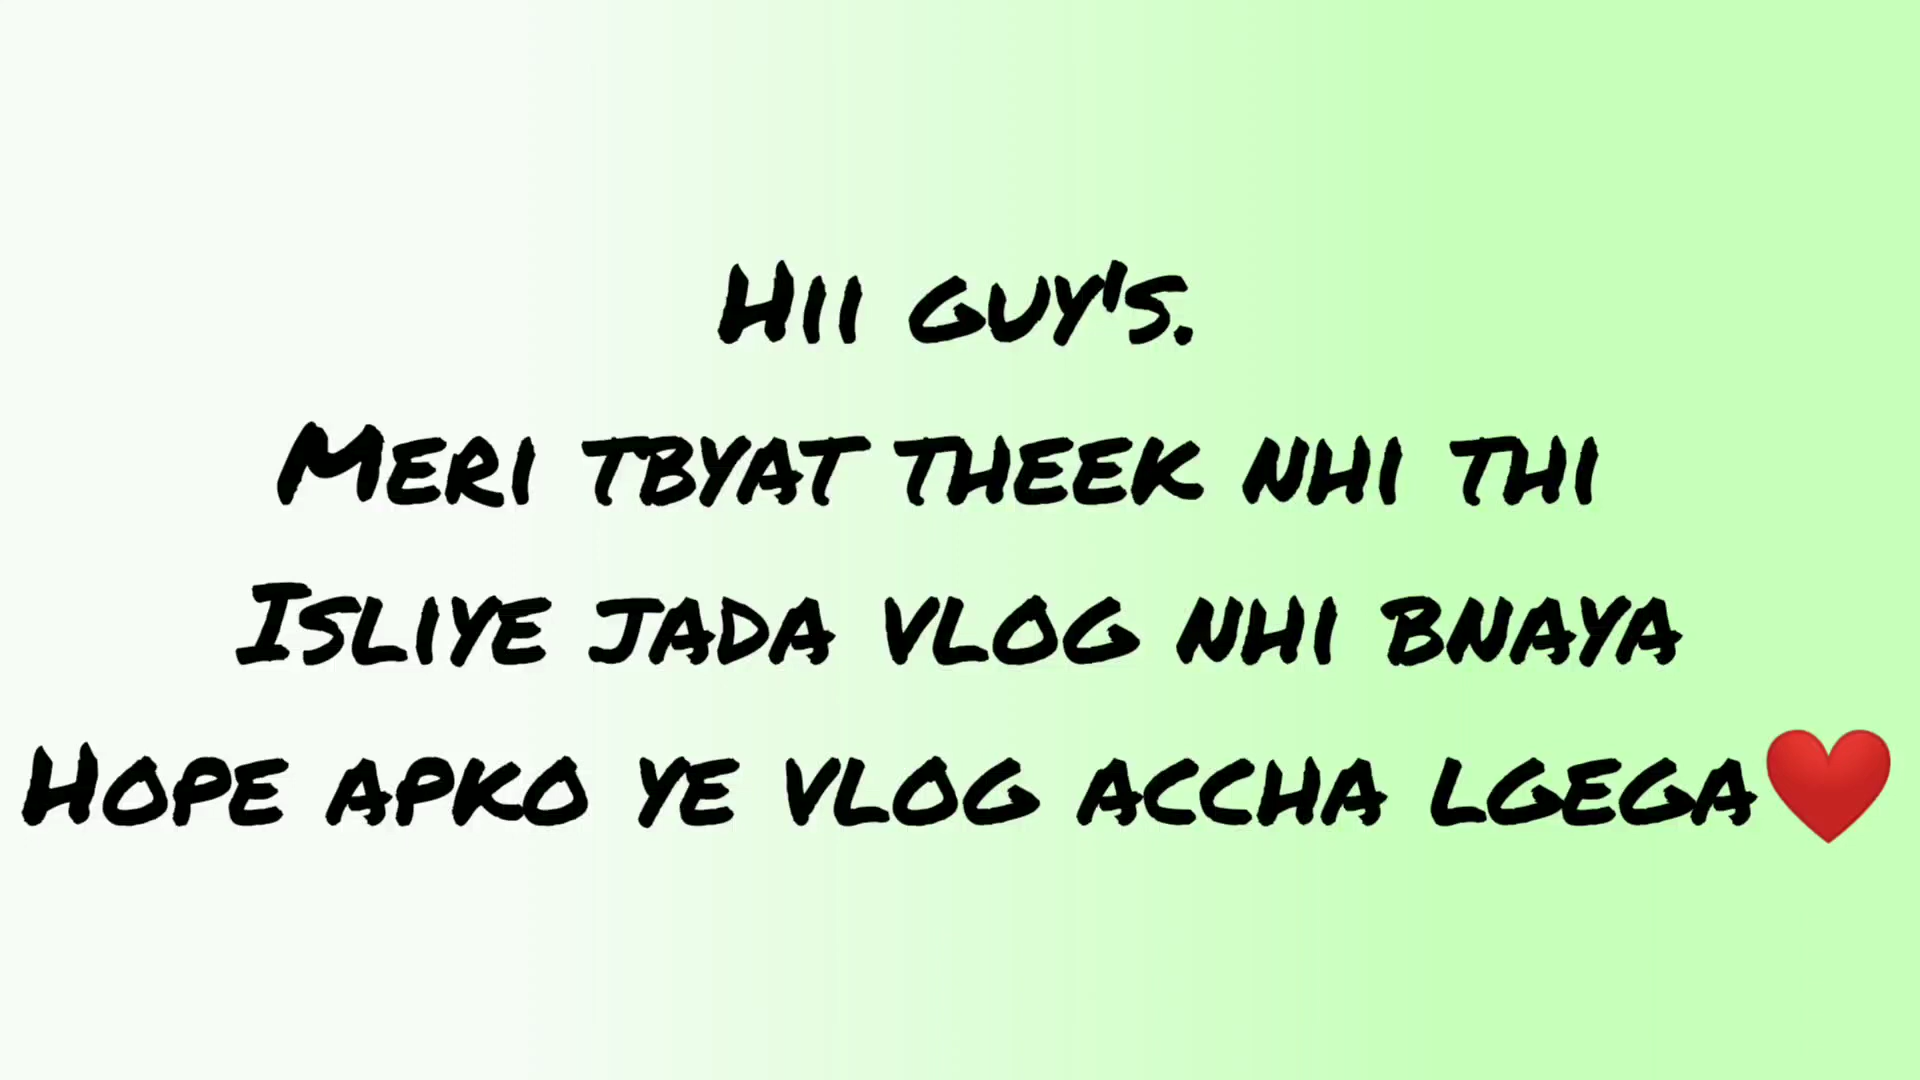 Hii guy's.
Meri tbyat theek nhi thi
Isliye jada vlog nhi bnaya
Hope apko ye vlog accha lgega❤️